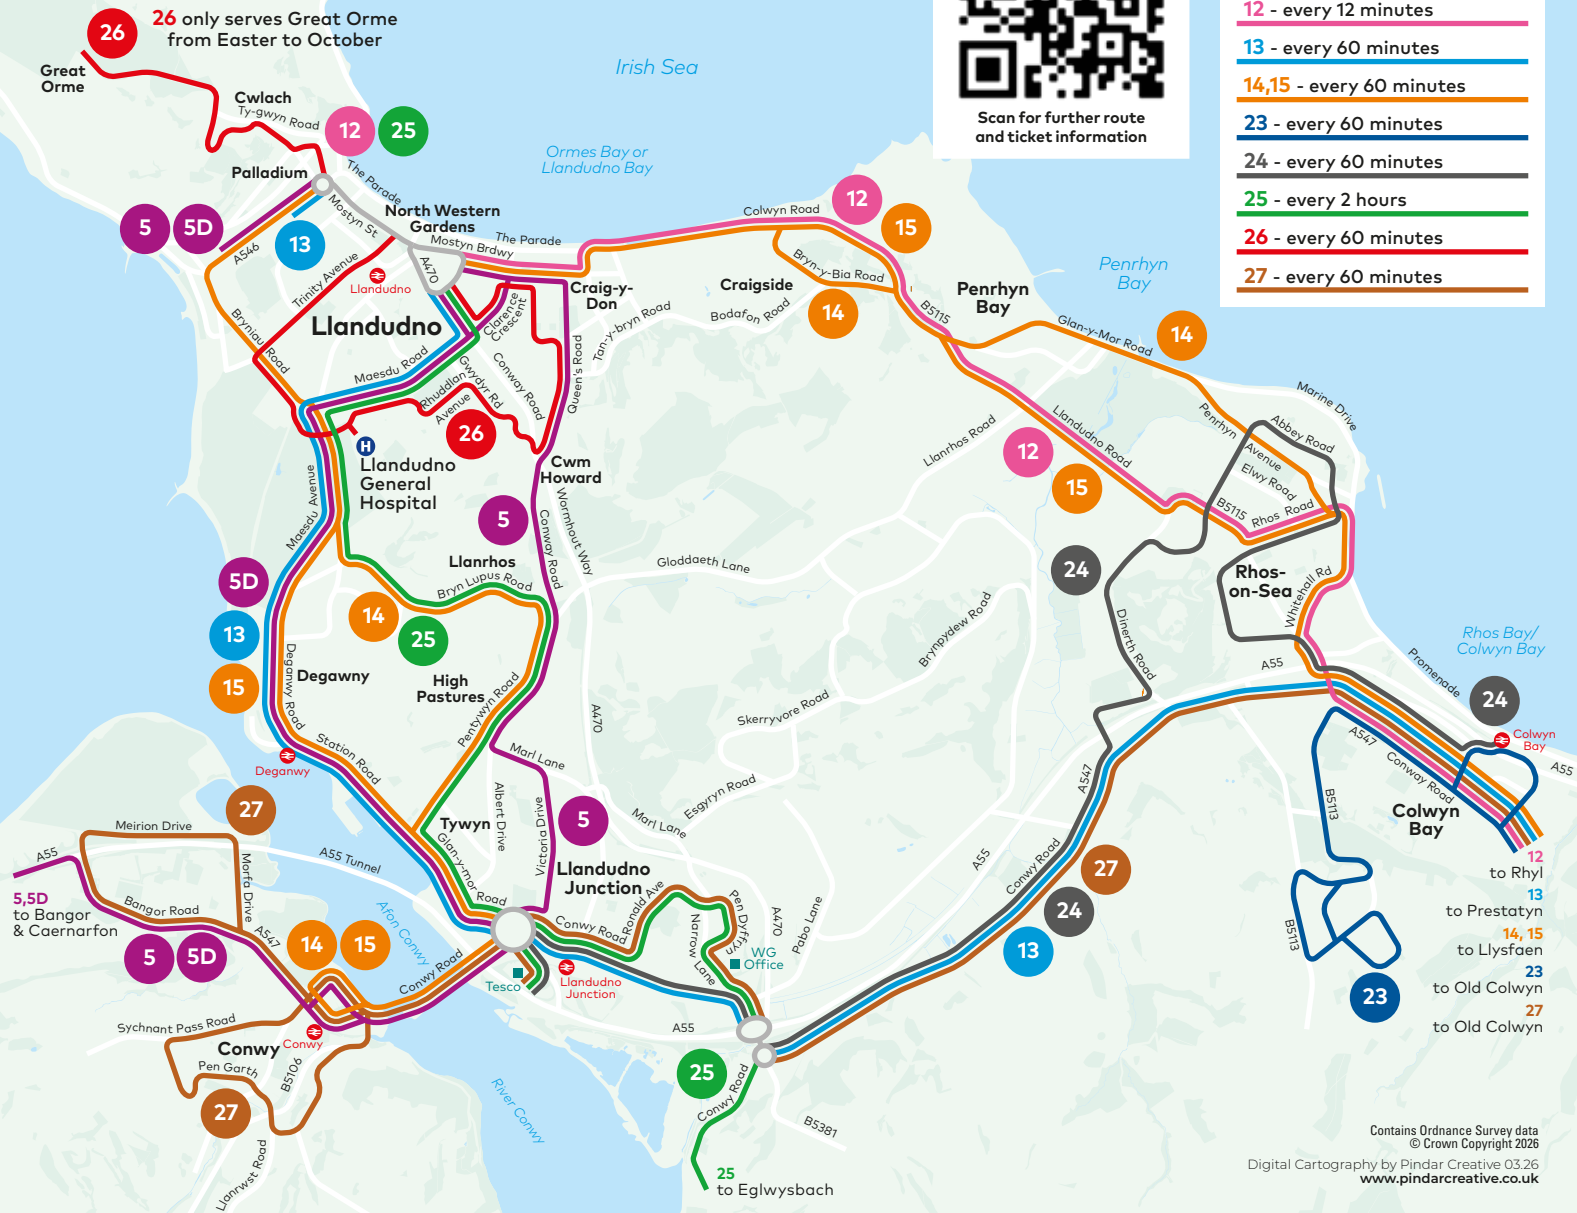 26
26 only serves Great Orme
from Easter to October
Great
Orme
Cwlach
Ty-gwyn Road
12
25
Palladium
The Parade
Mostyn St
5
5D
13
A546
North Western
Gardens
Mostyn Brdwy
The Parade
A470
Trinity Avenue
Llandudno
Llandudno
Bryniau Road
Maesdu Road
Clarence
Crescent
Conway Road
Gwydyr Rd
Rhuddlan
Avenue
26
Craig-y-
Don
Queen's Road
Tan-y-bryn Road
Bodafon Road
Craigside
Irish Sea
Ormes Bay or
Llandudno Bay
Scan for further route
and ticket information
12 - every 12 minutes
13 - every 60 minutes
14,15 - every 60 minutes
23 - every 60 minutes
24 - every 60 minutes
25 - every 2 hours
26 - every 60 minutes
27 - every 60 minutes
Colwyn Road
12
15
Bryn-y-Bia Road
14
B5115
Penrhyn
Bay
Penrhyn
Bay
Glan-y-Mor Road
14
Marine Drive
Penrhyn
Avenue
Abbey Road
Elwy Road
B5115
Rhos Road
Llandudno Road
Llanrhos Road
12
15
24
Rhos-
on-Sea
Whitehall Rd
Rhos Bay/
Colwyn Bay
Promenade
A55
24
Colwyn
Bay
A55
A547
Conway Road
Colwyn
Bay
B5113
B5113
23
12
to Rhyl
13
to Prestatyn
14, 15
to Llysfaen
23
to Old Colwyn
27
to Old Colwyn
H
Llandudno
General
Hospital
Maesdu Avenue
Cwm
Howard
Wormhout Way
Conway Road
5
Llanrhos
Bryn Lupus Road
Gloddaeth Lane
5D
13
15
14
25
Deganwy Road
Degawny
High
Pastures
Pentywyn Road
Brynpydew Road
Skerryvore Road
Dinerth Road
A470
Marl Lane
Station Road
Deganwy
27
Albert Drive
Victoria Drive
5
Esgyryn Road
Marl Lane
A547
Tywyn
Glan-y-mor Road
Meirion Drive
A55
A55 Tunnel
Morfa Drive
Llandudno
Junction
Ronald Ave
Conwy Road
Narrow Lane
Pen Dyffryn
A470
Pabo Lane
A55
Conwy Road
27
24
13
5,5D
to Bangor
& Caernarfon
Bangor Road
A547
5
5D
14
15
Afon Conwy
Conwy Road
Tesco
Llandudno
Junction
WG
Office
A55
Sychnant Pass Road
Conwy
Conwy
Pen Garth
B5106
27
Llanrwst Road
River Conwy
25
Conwy Road
B5381
25
to Eglwysbach
Contains Ordnance Survey data
© Crown Copyright 2026
Digital Cartography by Pindar Creative 03.26
www.pindarcreative.co.uk